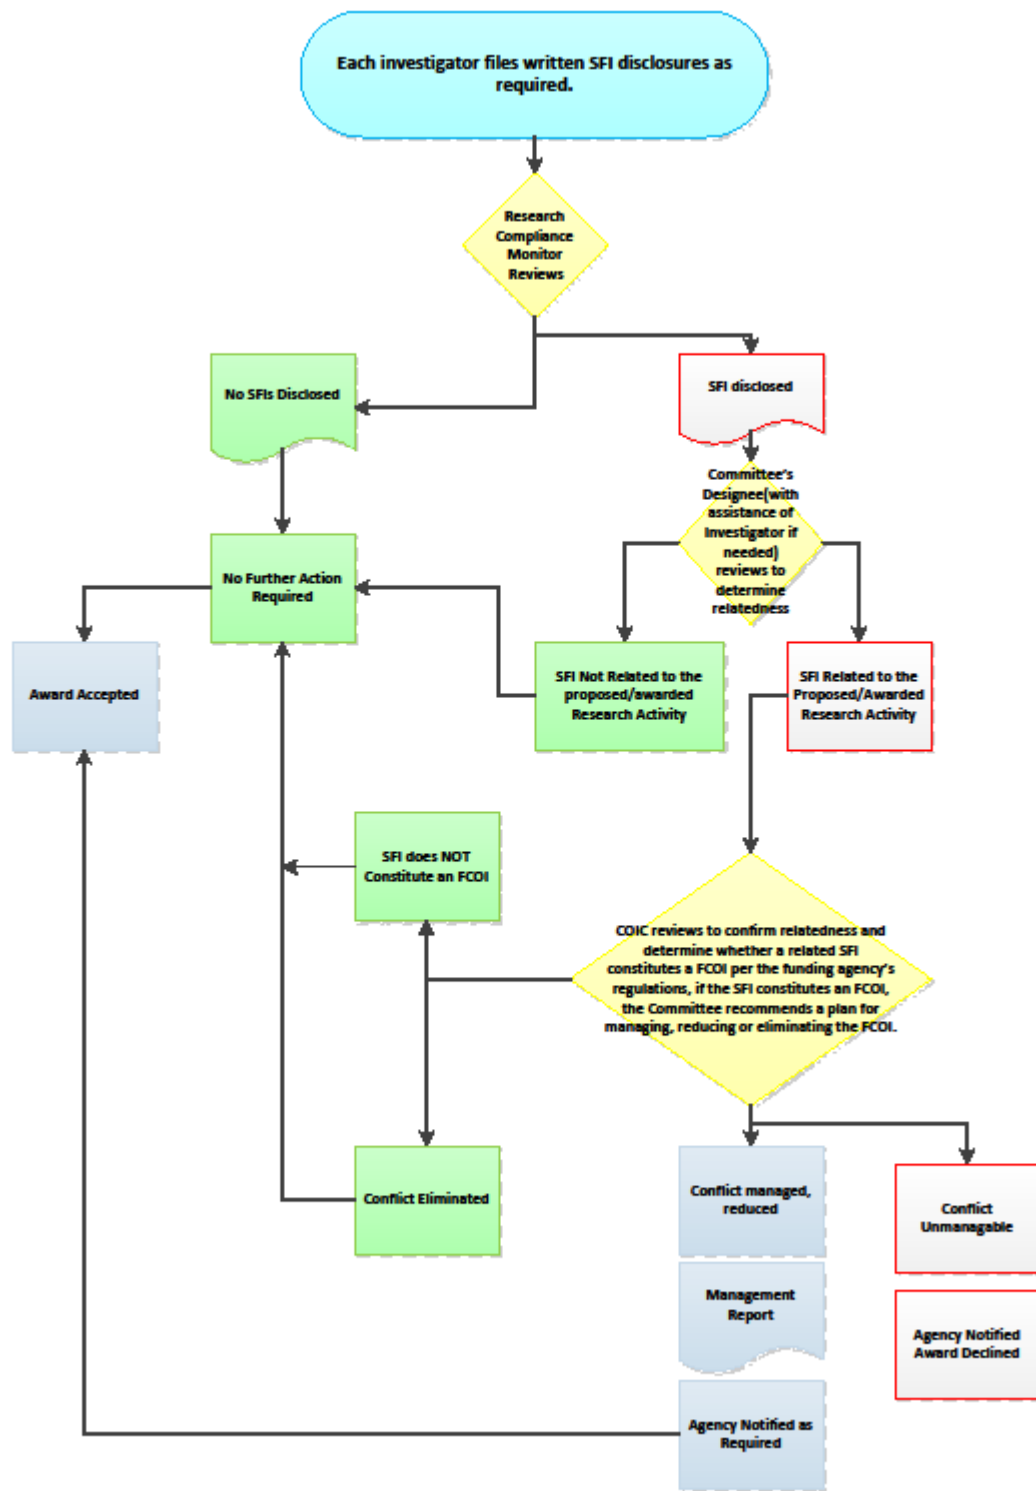 Each investigator files written SFI disclosures as
required.
Research
Compliance
Monitor
Reviews
No SFIs Disclosed
SFI disclosed
Committee's
Designee(with
assistance of
Investigator if
needed)
reviews to
determine
relatedness
No Further Action
Required
Award Accepted
SFI Not Related to the
proposed/awarded
Research Activity
SFI Related to the
Proposed/Awarded
Research Activity
SFI does NOT
Constitute an FCOI
COIC reviews to confirm relatedness and
determine whether a related SFI
constitutes a FCOI per the funding agency's
regulations, if the SFI constitutes an FCOI,
the Committee recommends a plan for
managing, reducing or eliminating the FCOI.
Conflict Eliminated
Conflict managed,
reduced
Conflict
Unmanagable
Management
Report
Agency Notified
Award Declined
Agency Notified as
Required